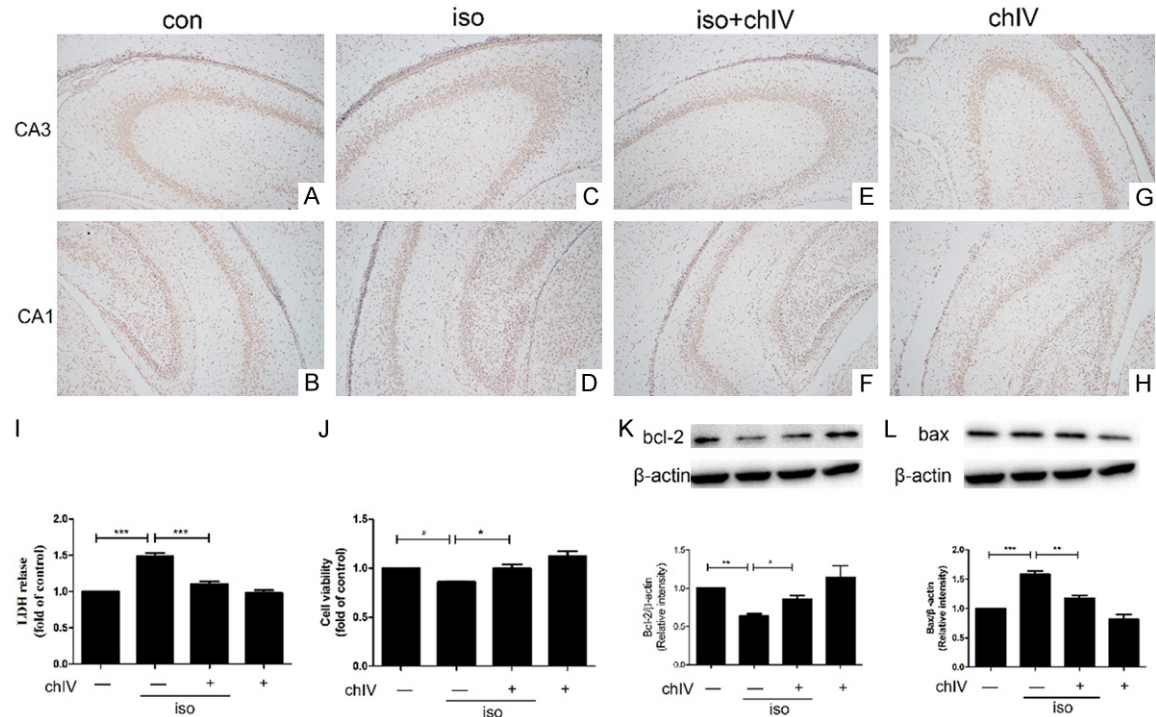 con iso iso+chIV chIV
CA3
A C E G
CA1
B D F H
I J K L
bcl-2 bax
β-actin β-actin
LDH relase
(fold of control)
2.0
1.5
1.0
0.5
0.0
*** ***
chIV — — + +
iso
Cell viability
(fold of control)
1.5
1.0
0.5
0.0
* *
chIV — — + +
iso
Bcl-2/β-actin
(Relative intensity)
1.5
1.0
0.5
0.0
** *
chIV — — + +
iso
Bax/β-actin
(Relative intensity)
2.0
1.5
1.0
0.5
0.0
*** **
chIV — — + +
iso